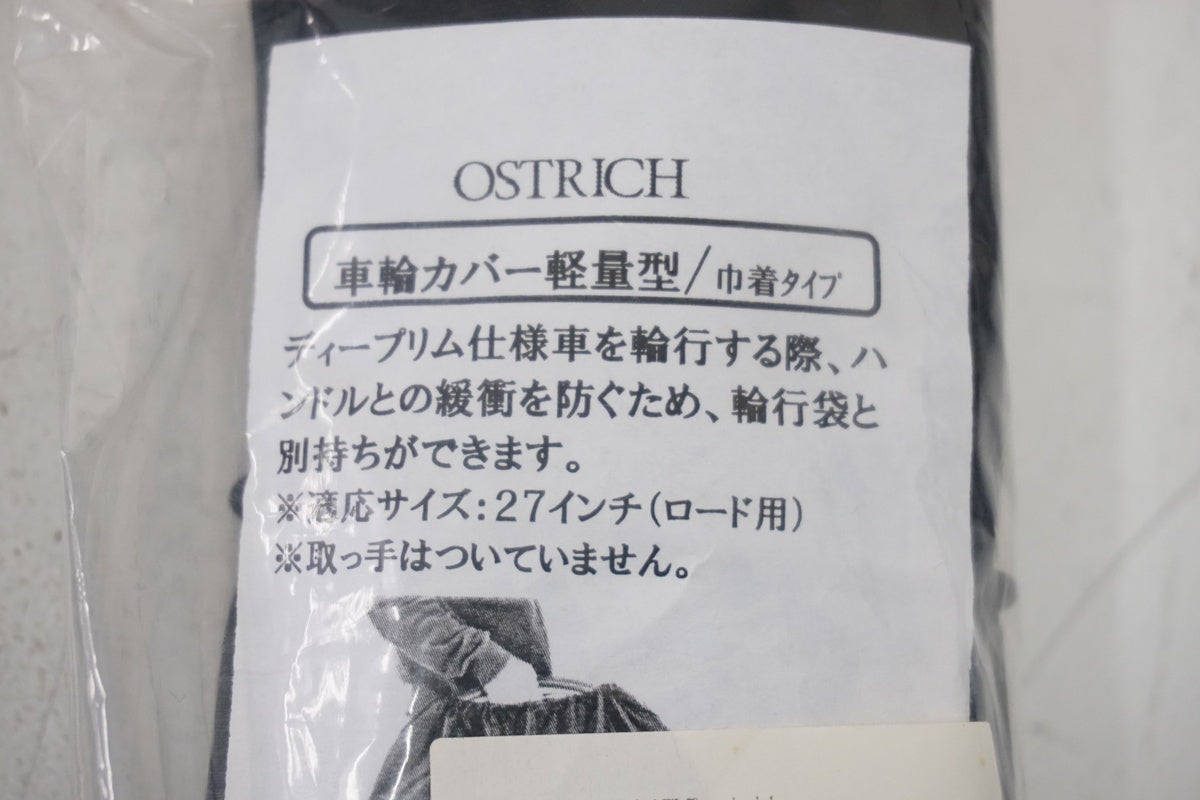 OSTRICH
車輪カバー軽量型/巾着タイプ
ディープリム仕様車を輪行する際、ハ
ンドルとの緩衝を防ぐため、輪行袋と
別持ちができます。
※適応サイズ:27インチ(ロード用)
※取っ手はついていません。